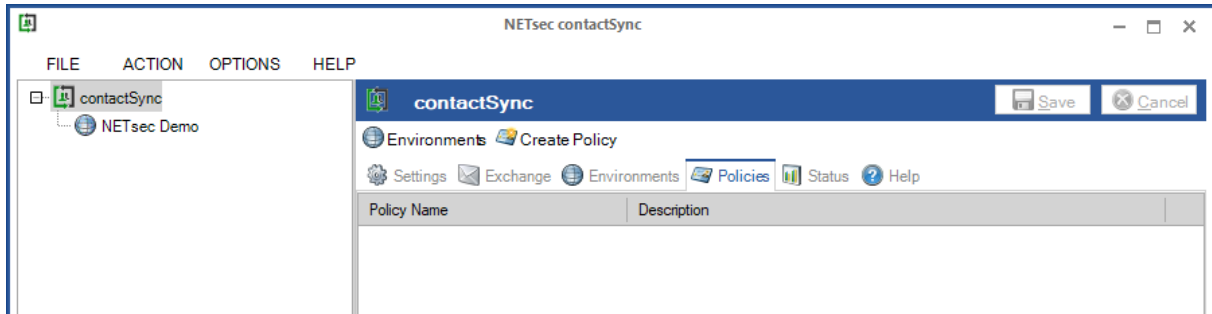 NETsec contactSync
FILE ACTION OPTIONS HELP
contactSync
NETsec Demo
contactSync Save Cancel
Environments Create Policy
Settings Exchange Environments Policies Status Help
Policy Name Description